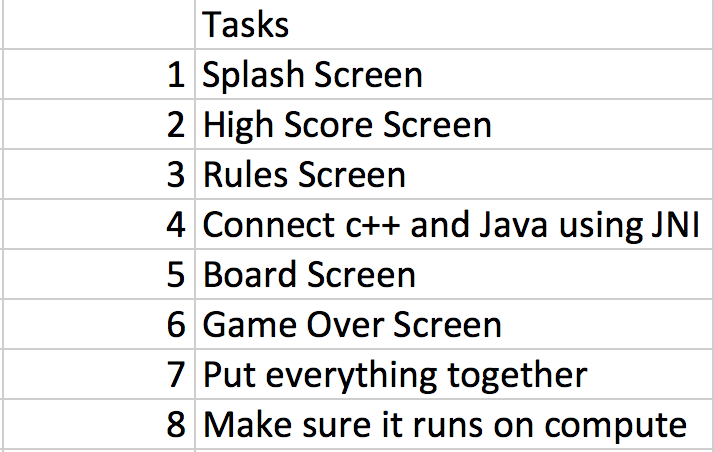 Tasks
1 Splash Screen
2 High Score Screen
3 Rules Screen
4 Connect c++ and Java using JNI
5 Board Screen
6 Game Over Screen
7 Put everything together
8 Make sure it runs on compute